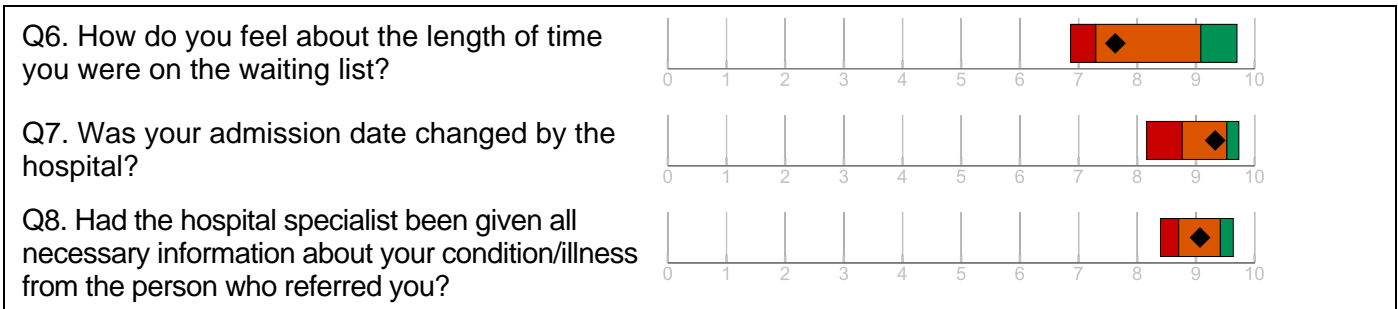 Q6. How do you feel about the length of time
you were on the waiting list?
0 1 2 3 4 5 6 7 8 9 10
Q7. Was your admission date changed by the
hospital?
0 1 2 3 4 5 6 7 8 9 10
Q8. Had the hospital specialist been given all
necessary information about your condition/illness
from the person who referred you?
0 1 2 3 4 5 6 7 8 9 10